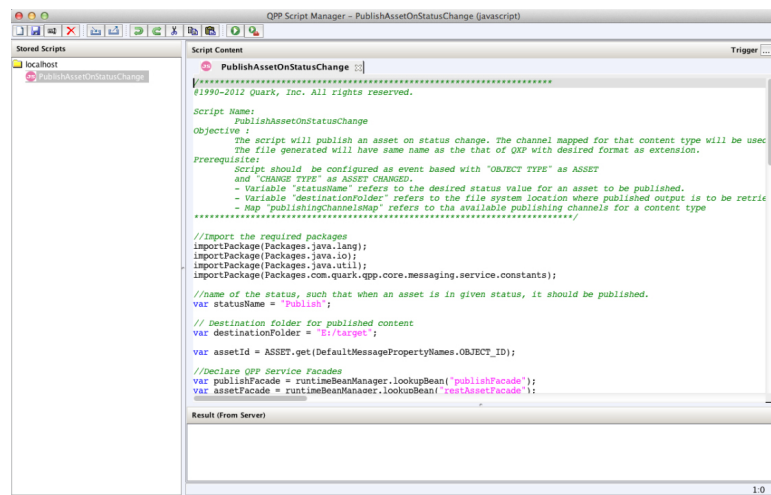 QPP Script Manager – PublishAssetOnStatusChange (javascript)
Stored Scripts
localhost
PublishAssetOnStatusChange
Script Content
Trigger ...
PublishAssetOnStatusChange
/*********************************************************************
@1990-2012 Quark, Inc. All rights reserved.
Script Name:
PublishAssetOnStatusChange
Objective :
The script will publish an asset on status change. The channel mapped for that content type will be used
The file generated will have same name as the that of QXP with desired format as extension.
Prerequisite:
Script should be configured as event based with "OBJECT TYPE" as ASSET
and "CHANGE TYPE" as ASSET CHANGED.
- Variable "statusName" refers to the desired status value for an asset to be published.
- Variable "destinationFolder" refers to the file system location where published output is to be retrie
- Map "publishingChannelsMap" refers to tha available publishing channels for a content type
*************************************************************************/
//Import the required packages
importPackage(Packages.java.lang);
importPackage(Packages.java.io);
importPackage(Packages.java.util);
importPackage(Packages.com.quark.qpp.core.messaging.service.constants);
//name of the status, such that when an asset is in given status, it should be published.
var statusName = "Publish";
// Destination folder for published content
var destinationFolder = "E:/target";
var assetId = ASSET.get(DefaultMessagePropertyNames.OBJECT_ID);
//Declare QPP Service Facades
var publishFacade = runtimeBeanManager.lookupBean("publishFacade");
var assetFacade = runtimeBeanManager.lookupBean("restAssetFacade");
Result (From Server)
1:0